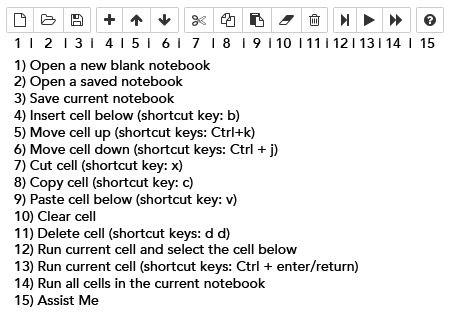 1 | 2 | 3 | 4 | 5 | 6 | 7 | 8 | 9 | 10 | 11 | 12 | 13 | 14 | 15
1) Open a new blank notebook
2) Open a saved notebook
3) Save current notebook
4) Insert cell below (shortcut key: b)
5) Move cell up (shortcut keys: Ctrl+k)
6) Move cell down (shortcut keys: Ctrl + j)
7) Cut cell (shortcut key: x)
8) Copy cell (shortcut key: c)
9) Paste cell below (shortcut key: v)
10) Clear cell
11) Delete cell (shortcut keys: d d)
12) Run current cell and select the cell below
13) Run current cell (shortcut keys: Ctrl + enter/return)
14) Run all cells in the current notebook
15) Assist Me